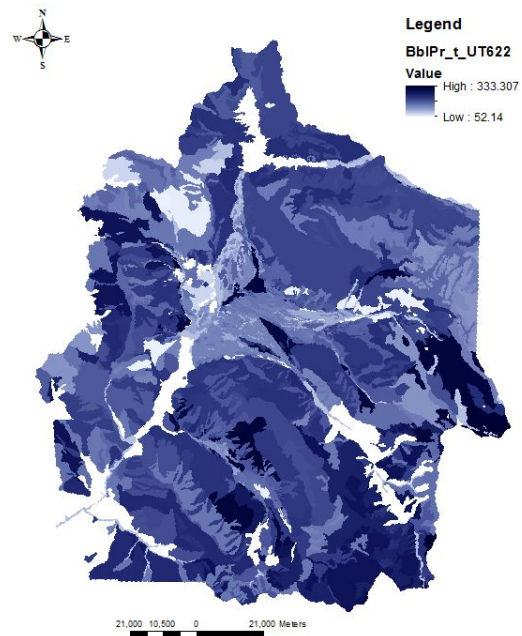 N
W E
S
Legend
BblPr_t_UT622
Value
High : 333.307
Low : 52.14
21,000 10,500 0 21,000 Meters